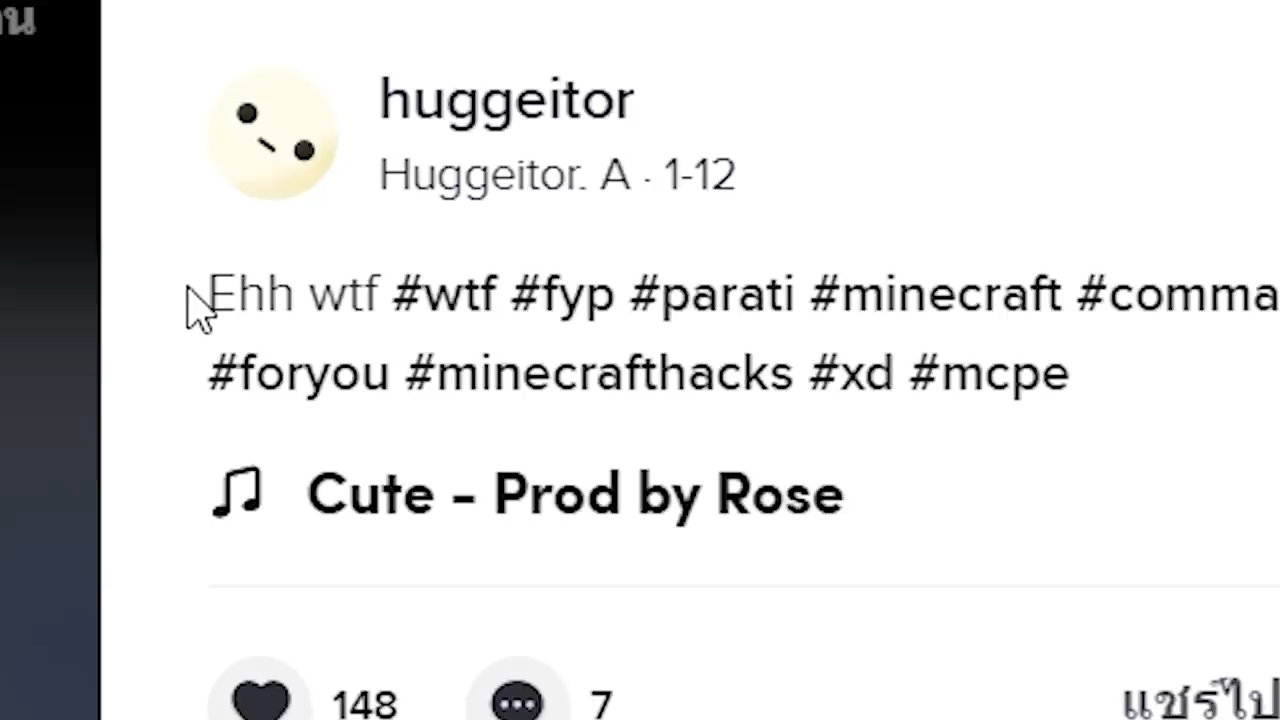 huggeitor
Huggeitor. A · 1-12
Ehh wtf #wtf #fyp #parati #minecraft #comma
#foryou #minecrafthacks #xd #mcpe
Cute - Prod by Rose
148 7 แชร์ไป